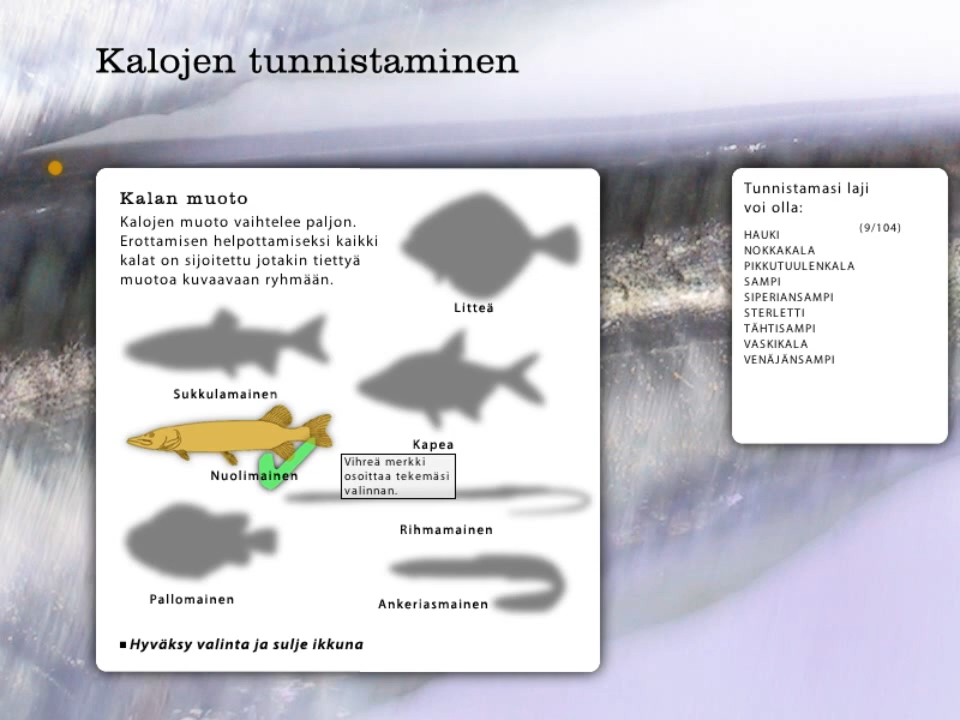 Kalojen tunnistaminen
Kalan muoto
Kalojen muoto vaihtelee paljon.
Erottamisen helpottamiseksi kaikki
kalat on sijoitettu jotakin tiettyä
muotoa kuvaavaan ryhmään.
Litteä
Sukkulamainen
Kapea
Nuolimainen
Vihreä merkki
osoittaa tekemäsi
valinnan.
Rihmamainen
Pallomainen
Ankeriasmainen
Hyväksy valinta ja sulje ikkuna
Tunnistamasi laji
voi olla:
(9/104)
HAUKI
NOKKAKALA
PIKKUTUULENKALA
SAMPI
SIPERIANSAMPI
STERLETTI
TÄHTISAMPI
VASKIKALA
VENÄJÄNSAMPI